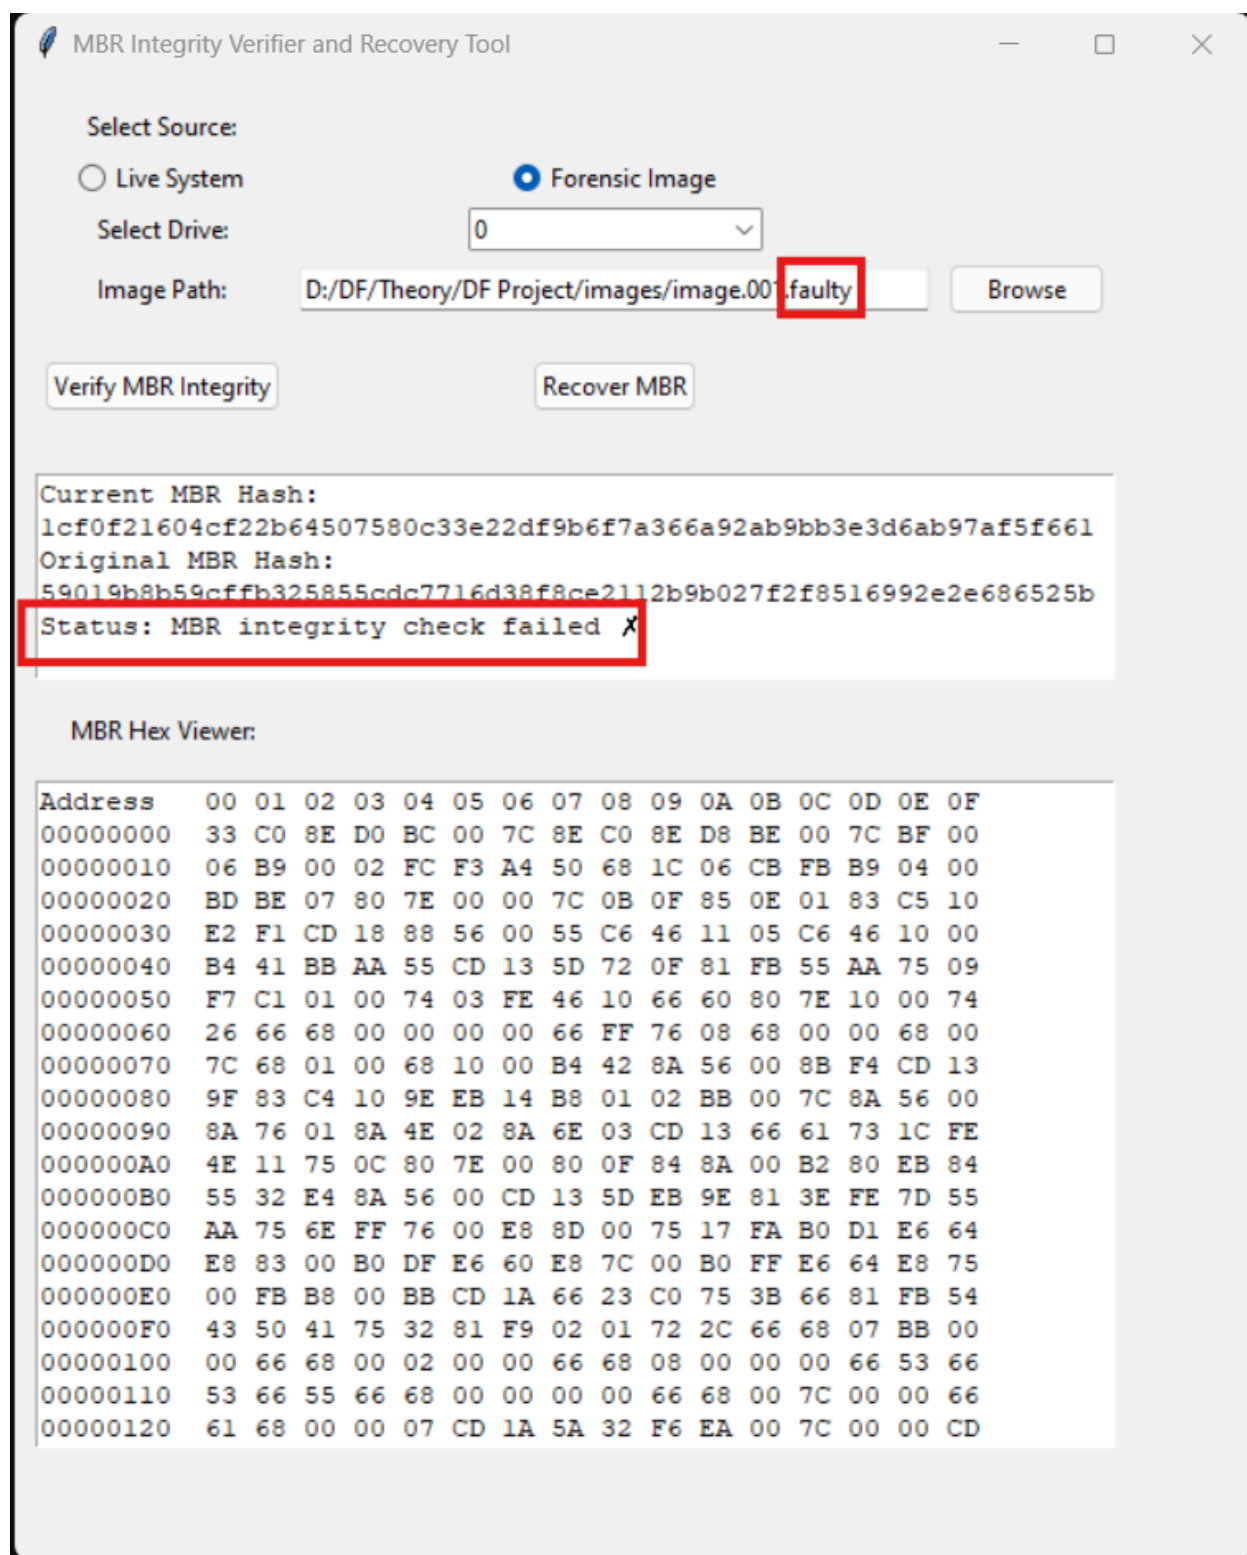 MBR Integrity Verifier and Recovery Tool
Select Source:
Live System Forensic Image
Select Drive: 0
Image Path: D:/DF/Theory/DF Project/images/image.001.faulty Browse
Verify MBR Integrity Recover MBR
Current MBR Hash:
1cf0f21604cf22b64507580c33e22df9b6f7a366a92ab9bb3e3d6ab97af5f661
Original MBR Hash:
59019b8b59cffb325855cdc7716d38f8ce2112b9b027f2f8516992e2e686525b
Status: MBR integrity check failed ✗
MBR Hex Viewer:
Address 00 01 02 03 04 05 06 07 08 09 0A 0B 0C 0D 0E 0F
00000000 33 C0 8E D0 BC 00 7C 8E C0 8E D8 BE 00 7C BF 00
00000010 06 B9 00 02 FC F3 A4 50 68 1C 06 CB FB B9 04 00
00000020 BD BE 07 80 7E 00 00 7C 0B 0F 85 0E 01 83 C5 10
00000030 E2 F1 CD 18 88 56 00 55 C6 46 11 05 C6 46 10 00
00000040 B4 41 BB AA 55 CD 13 5D 72 0F 81 FB 55 AA 75 09
00000050 F7 C1 01 00 74 03 FE 46 10 66 60 80 7E 10 00 74
00000060 26 66 68 00 00 00 00 66 FF 76 08 68 00 00 68 00
00000070 7C 68 01 00 68 10 00 B4 42 8A 56 00 8B F4 CD 13
00000080 9F 83 C4 10 9E EB 14 B8 01 02 BB 00 7C 8A 56 00
00000090 8A 76 01 8A 4E 02 8A 6E 03 CD 13 66 61 73 1C FE
000000A0 4E 11 75 0C 80 7E 00 80 0F 84 8A 00 B2 80 EB 84
000000B0 55 32 E4 8A 56 00 CD 13 5D EB 9E 81 3E FE 7D 55
000000C0 AA 75 6E FF 76 00 E8 8D 00 75 17 FA B0 D1 E6 64
000000D0 E8 83 00 B0 DF E6 60 E8 7C 00 B0 FF E6 64 E8 75
000000E0 00 FB B8 00 BB CD 1A 66 23 C0 75 3B 66 81 FB 54
000000F0 43 50 41 75 32 81 F9 02 01 72 2C 66 68 07 BB 00
00000100 00 66 68 00 02 00 00 66 68 08 00 00 00 66 53 66
00000110 53 66 55 66 68 00 00 00 00 66 68 00 7C 00 00 66
00000120 61 68 00 00 07 CD 1A 5A 32 F6 EA 00 7C 00 00 CD